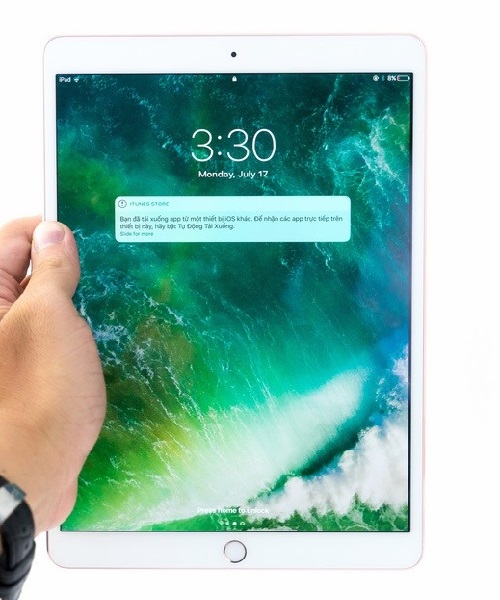 iPad
8%
3:30
Monday, July 17
ITUNES STORE
Bạn đã tải xuống app từ một thiết bị iOS khác. Để nhận các app trực tiếp trên
thiết bị này, hãy bật Tự Động Tải Xuống.
Slide for more
Press home to unlock